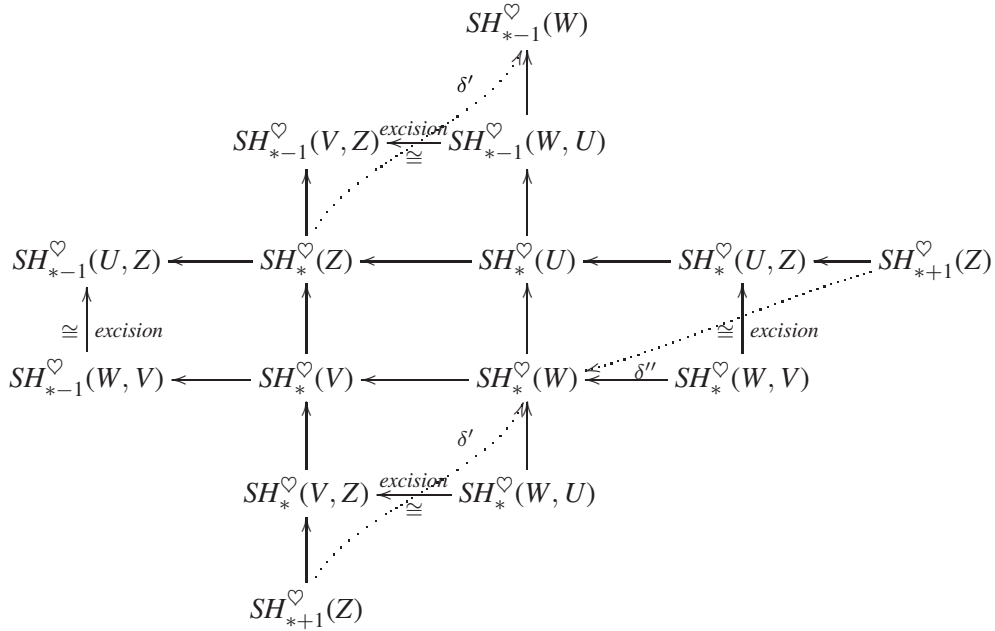 SH^♡_{∗−1}(W)
δ′
SH^♡_{∗−1}(V, Z) excision ≅ SH^♡_{∗−1}(W, U)
SH^♡_{∗−1}(U, Z) SH^♡_∗(Z) SH^♡_∗(U) SH^♡_∗(U, Z) SH^♡_{∗+1}(Z)
≅ excision ≅ excision
SH^♡_{∗−1}(W, V) SH^♡_∗(V) SH^♡_∗(W) δ′′ SH^♡_∗(W, V)
δ′
SH^♡_∗(V, Z) excision ≅ SH^♡_∗(W, U)
SH^♡_{∗+1}(Z)